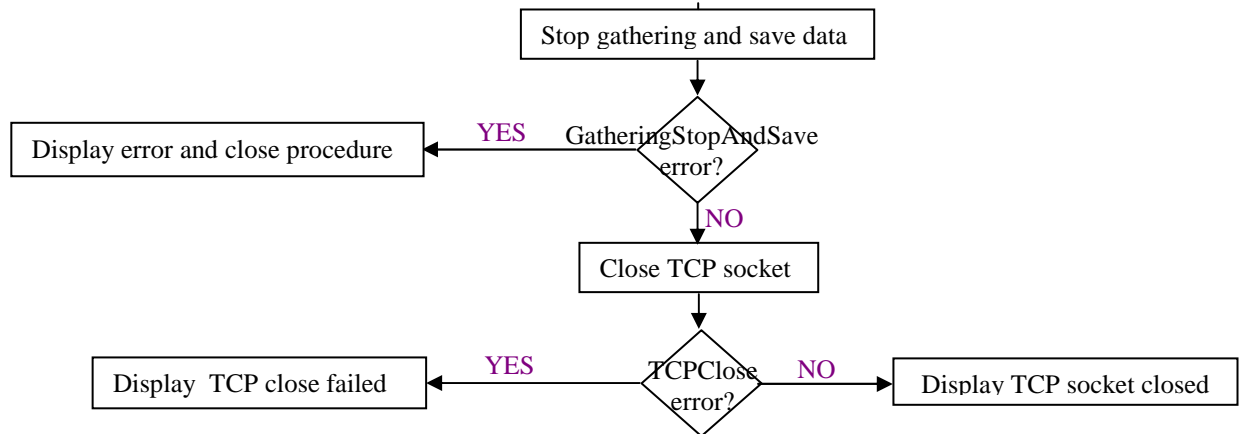 Stop gathering and save data
YES
GatheringStopAndSave
error?
Display error and close procedure
NO
Close TCP socket
YES
TCPClose
error?
NO
Display TCP close failed
Display TCP socket closed